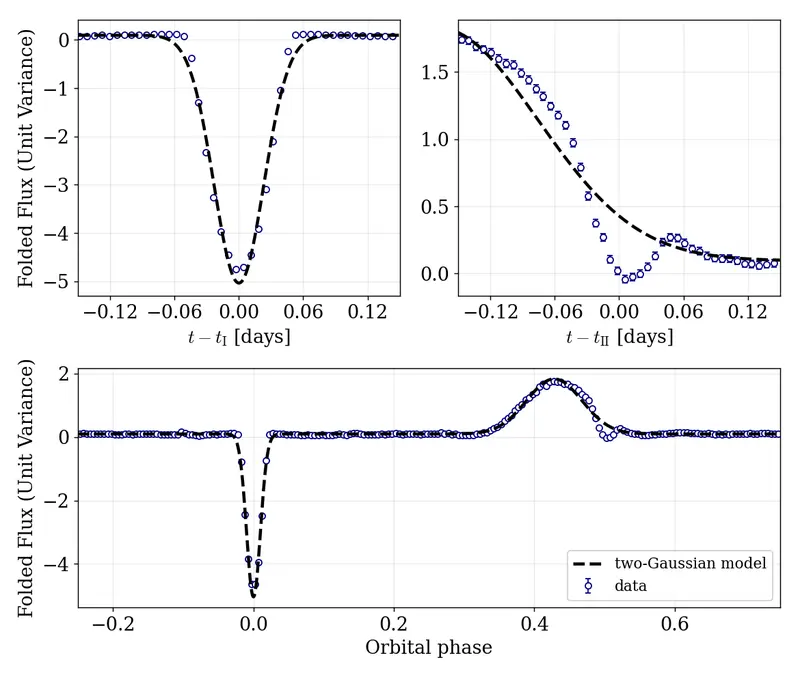 Folded Flux (Unit Variance)
0
−1
−2
−3
−4
−5
−0.12 −0.06 0.00 0.06 0.12
t − t_I [days]
1.5
1.0
0.5
0.0
−0.12 −0.06 0.00 0.06 0.12
t − t_II [days]
Folded Flux (Unit Variance)
2
0
−2
−4
−0.2 0.0 0.2 0.4 0.6
Orbital phase
two-Gaussian model
data